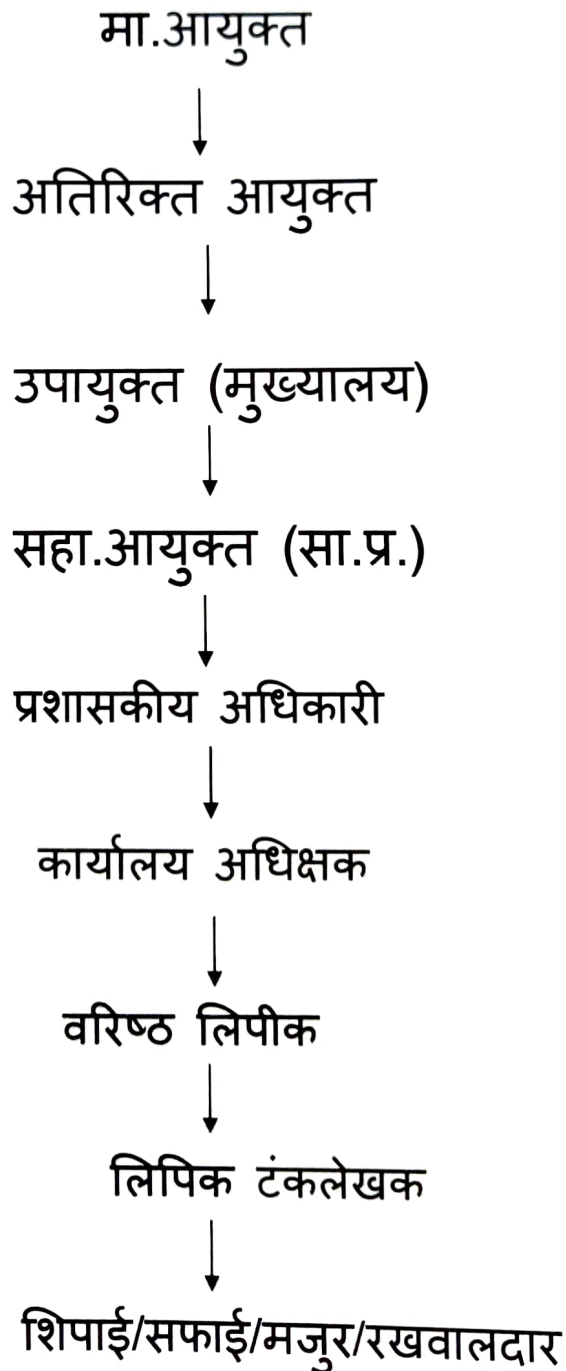 मा.आयुक्त
अतिरिक्त आयुक्त
उपायुक्त (मुख्यालय)
सहा.आयुक्त (सा.प्र.)
प्रशासकीय अधिकारी
कार्यालय अधिक्षक
वरिष्ठ लिपीक
लिपिक टंकलेखक
शिपाई/सफाई/मजुर/रखवालदार